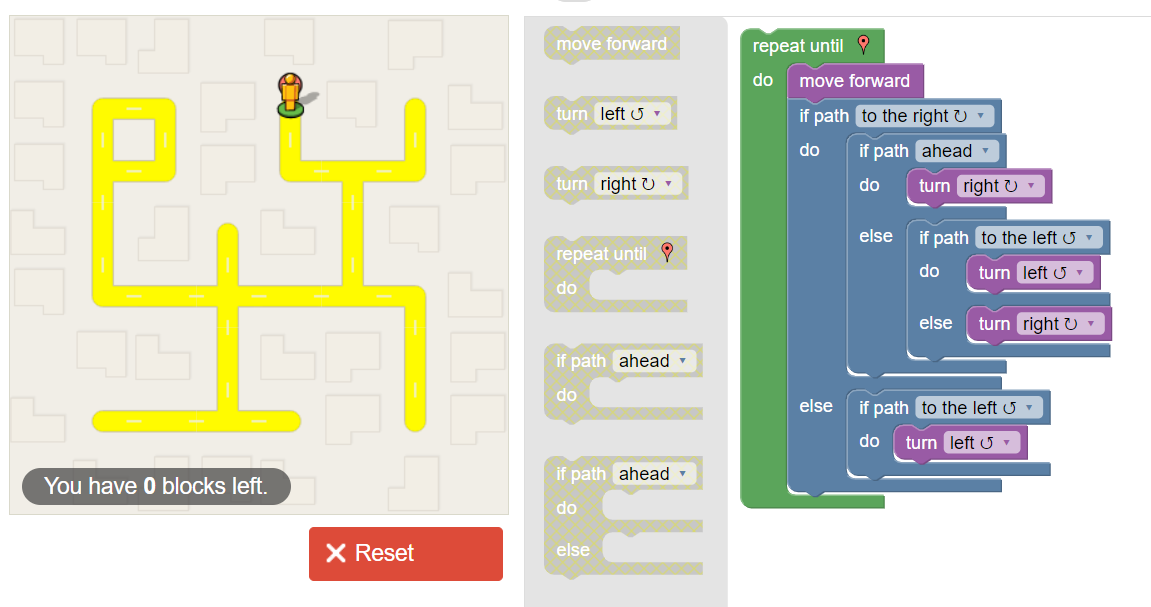 You have 0 blocks left.
Reset
move forward
turn left ↺ ▾
turn right ↻ ▾
repeat until
do
if path ahead ▾
do
if path ahead ▾
do
else
repeat until
do
move forward
if path to the right ↻ ▾
do
if path ahead ▾
do
turn right ↻ ▾
else
if path to the left ↺ ▾
do
turn left ↺ ▾
else
turn right ↻ ▾
else
if path to the left ↺ ▾
do
turn left ↺ ▾